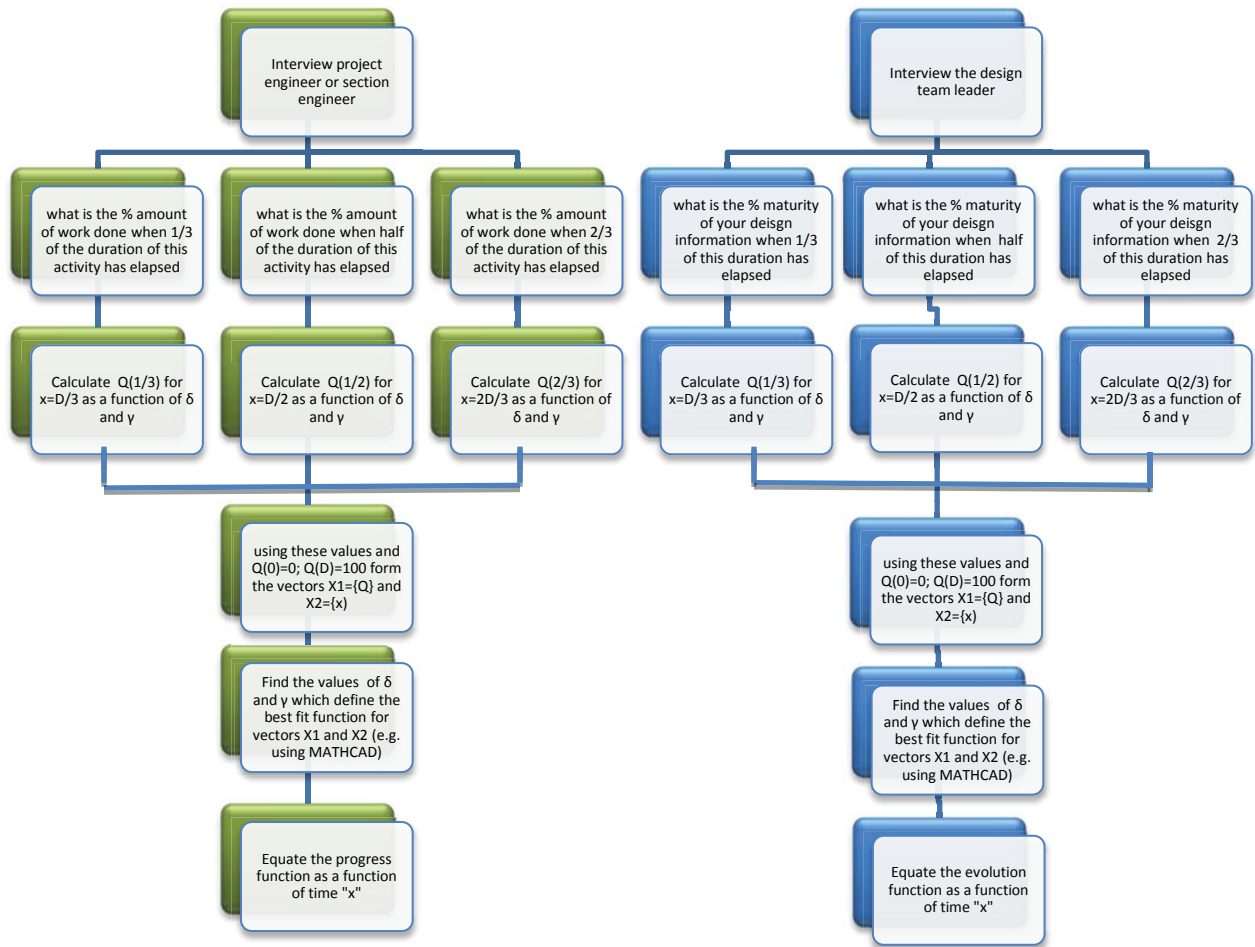 Interview project
engineer or section
engineer
Interview the design
team leader
what is the % amount
of work done when 1/3
of the duration of this
activity has elapsed
what is the % amount
of work done when half
of the duration of this
activity has elapsed
what is the % amount
of work done when 2/3
of the duration of this
activity has elapsed
what is the % maturity
of your deisgn
information when 1/3
of this duration has
elapsed
what is the % maturity
of your deisgn
information when half
of this duration has
elapsed
what is the % maturity
of your deisgn
information when 2/3
of this duration has
elapsed
Calculate Q(1/3) for
x=D/3 as a function of δ
and γ
Calculate Q(1/2) for
x=D/2 as a function of δ
and γ
Calculate Q(2/3) for
x=2D/3 as a function of
δ and γ
Calculate Q(1/3) for
x=D/3 as a function of δ
and γ
Calculate Q(1/2) for
x=D/2 as a function of δ
and γ
Calculate Q(2/3) for
x=2D/3 as a function of
δ and γ
using these values and
Q(0)=0; Q(D)=100 form
the vectors X1={Q} and
X2={x)
using these values and
Q(0)=0; Q(D)=100 form
the vectors X1={Q} and
X2={x)
Find the values of δ
and γ which define the
best fit function for
vectors X1 and X2 (e.g.
using MATHCAD)
Find the values of δ
and γ which define the
best fit function for
vectors X1 and X2 (e.g.
using MATHCAD)
Equate the progress
function as a function
of time "x"
Equate the evolution
function as a function
of time "x"